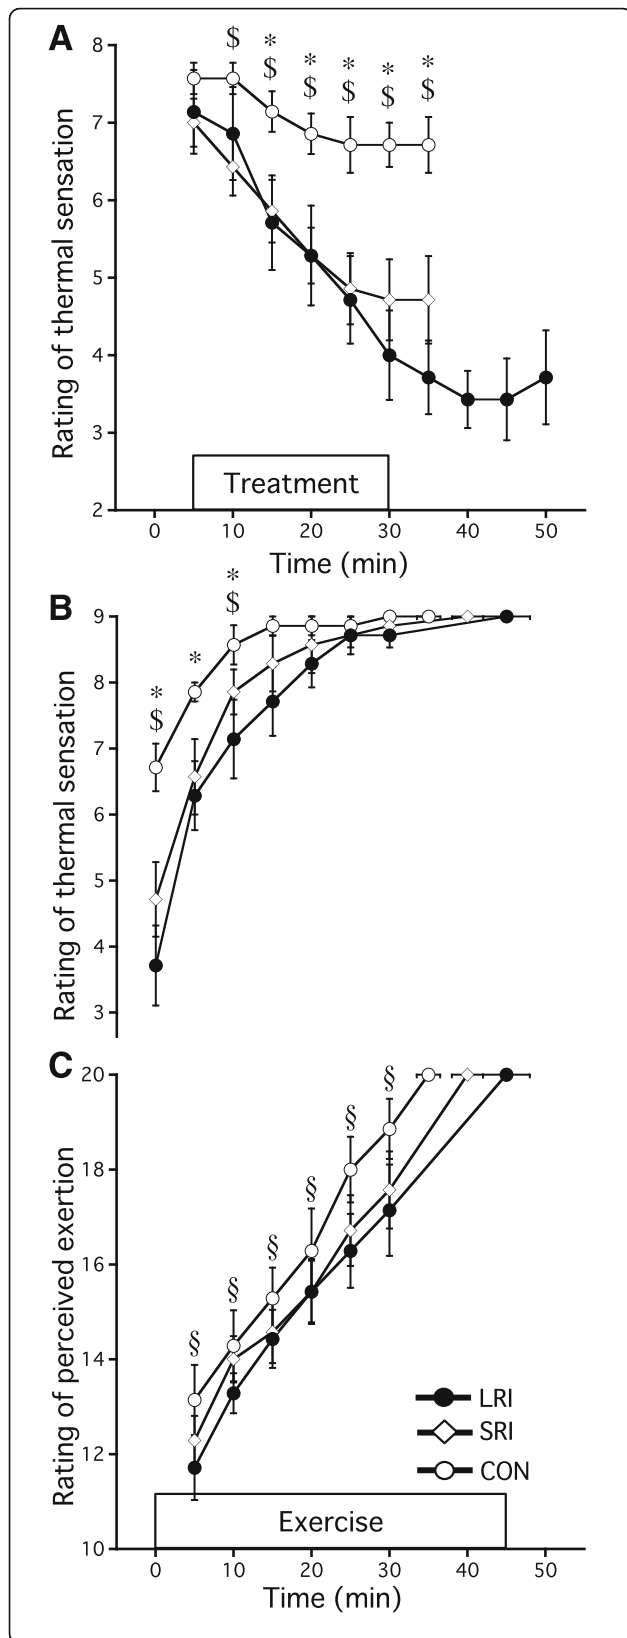 A
$ * * * * *
$ $ $ $ $
8
7
6
5
4
3
2
Rating of thermal sensation
Treatment
0 10 20 30 40 50
Time (min)
B
*
$
*
*
$
9
8
7
6
5
4
3
Rating of thermal sensation
C
§ § § § § §
20
18
16
14
12
10
Rating of perceived exertion
LRI
SRI
CON
Exercise
0 10 20 30 40 50
Time (min)